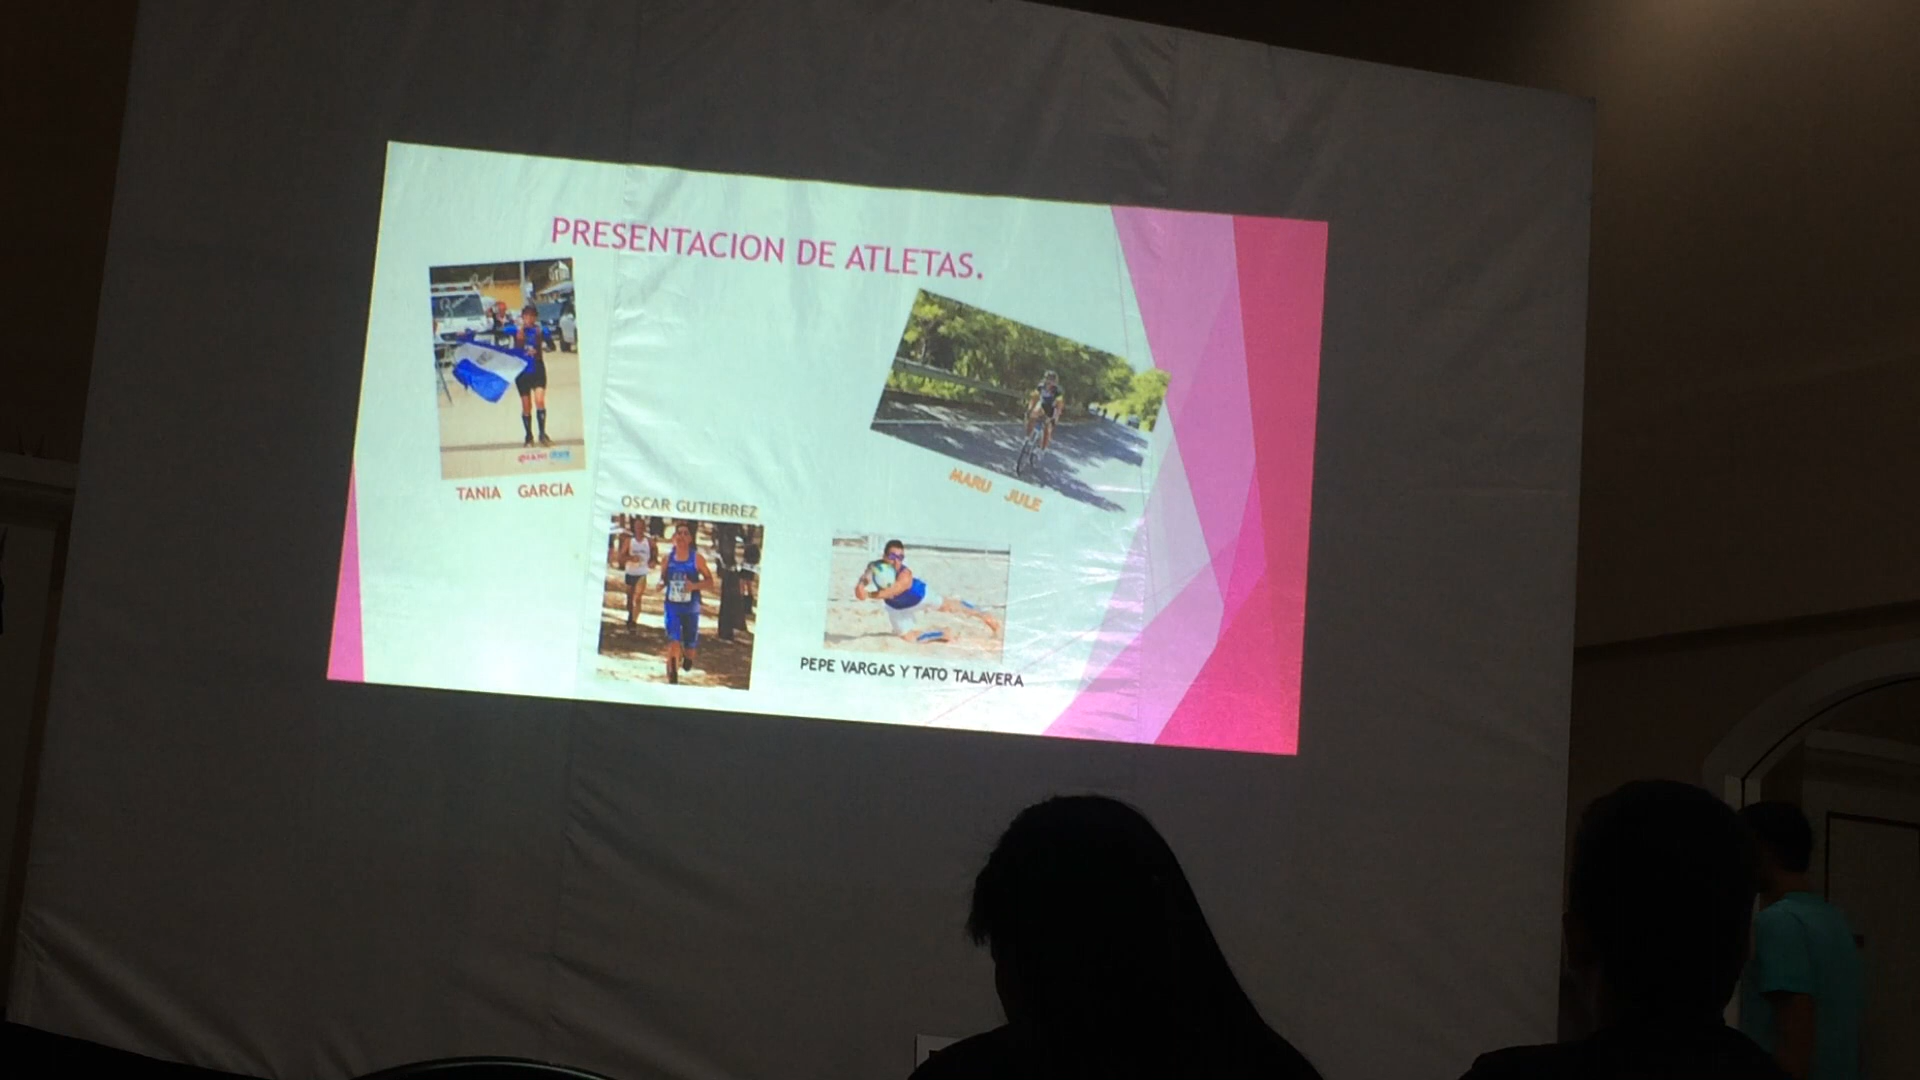 PRESENTACION DE ATLETAS.
TANIA GARCIA
MARU JULE
OSCAR GUTIERREZ
PEPE VARGAS Y TATO TALAVERA